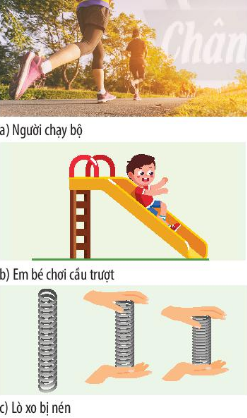 Chân
a) Người chạy bộ
b) Em bé chơi cầu trượt
c) Lò xo bị nén